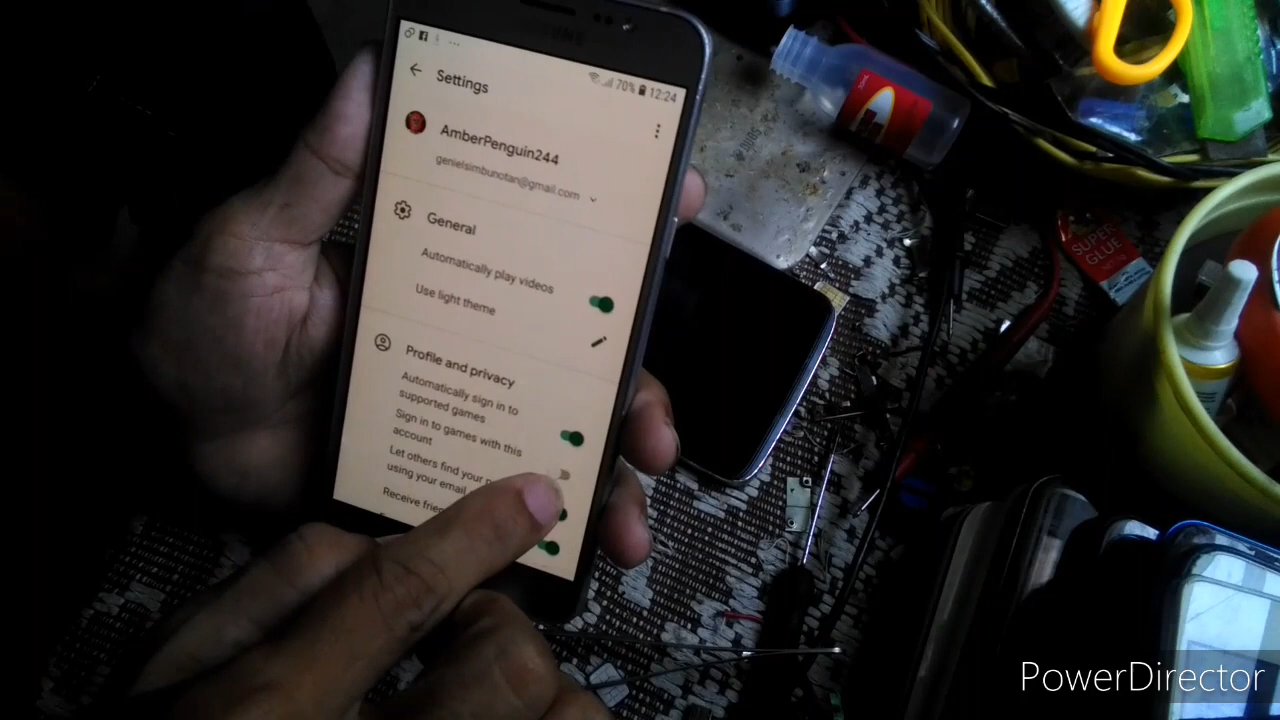 70% 12:24
Settings
AmberPenguin244
genielsimbunotan@gmail.com
General
Automatically play videos
Use light theme
Profile and privacy
Automatically sign in to
supported games
Sign in to games with this
account
Let others find your
using your email
Receive
SUPER
GLUE
DUOS
PowerDirector